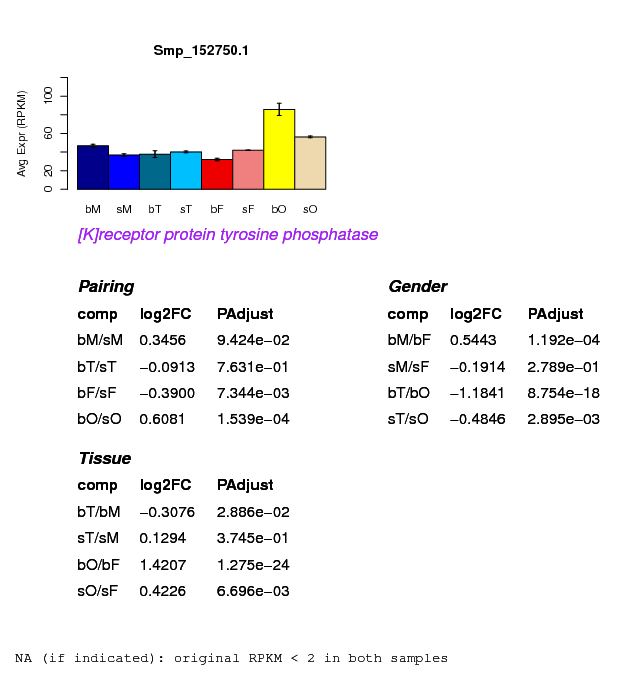 Smp_152750.1
Avg Expr (RPKM)
100
60
20
0
bM sM bT sT bF sF bO sO
[K]receptor protein tyrosine phosphatase
Pairing
comp log2FC PAdjust
bM/sM 0.3456 9.424e−02
bT/sT −0.0913 7.631e−01
bF/sF −0.3900 7.344e−03
bO/sO 0.6081 1.539e−04
Gender
comp log2FC PAdjust
bM/bF 0.5443 1.192e−04
sM/sF −0.1914 2.789e−01
bT/bO −1.1841 8.754e−18
sT/sO −0.4846 2.895e−03
Tissue
comp log2FC PAdjust
bT/bM −0.3076 2.886e−02
sT/sM 0.1294 3.745e−01
bO/bF 1.4207 1.275e−24
sO/sF 0.4226 6.696e−03
NA (if indicated): original RPKM < 2 in both samples